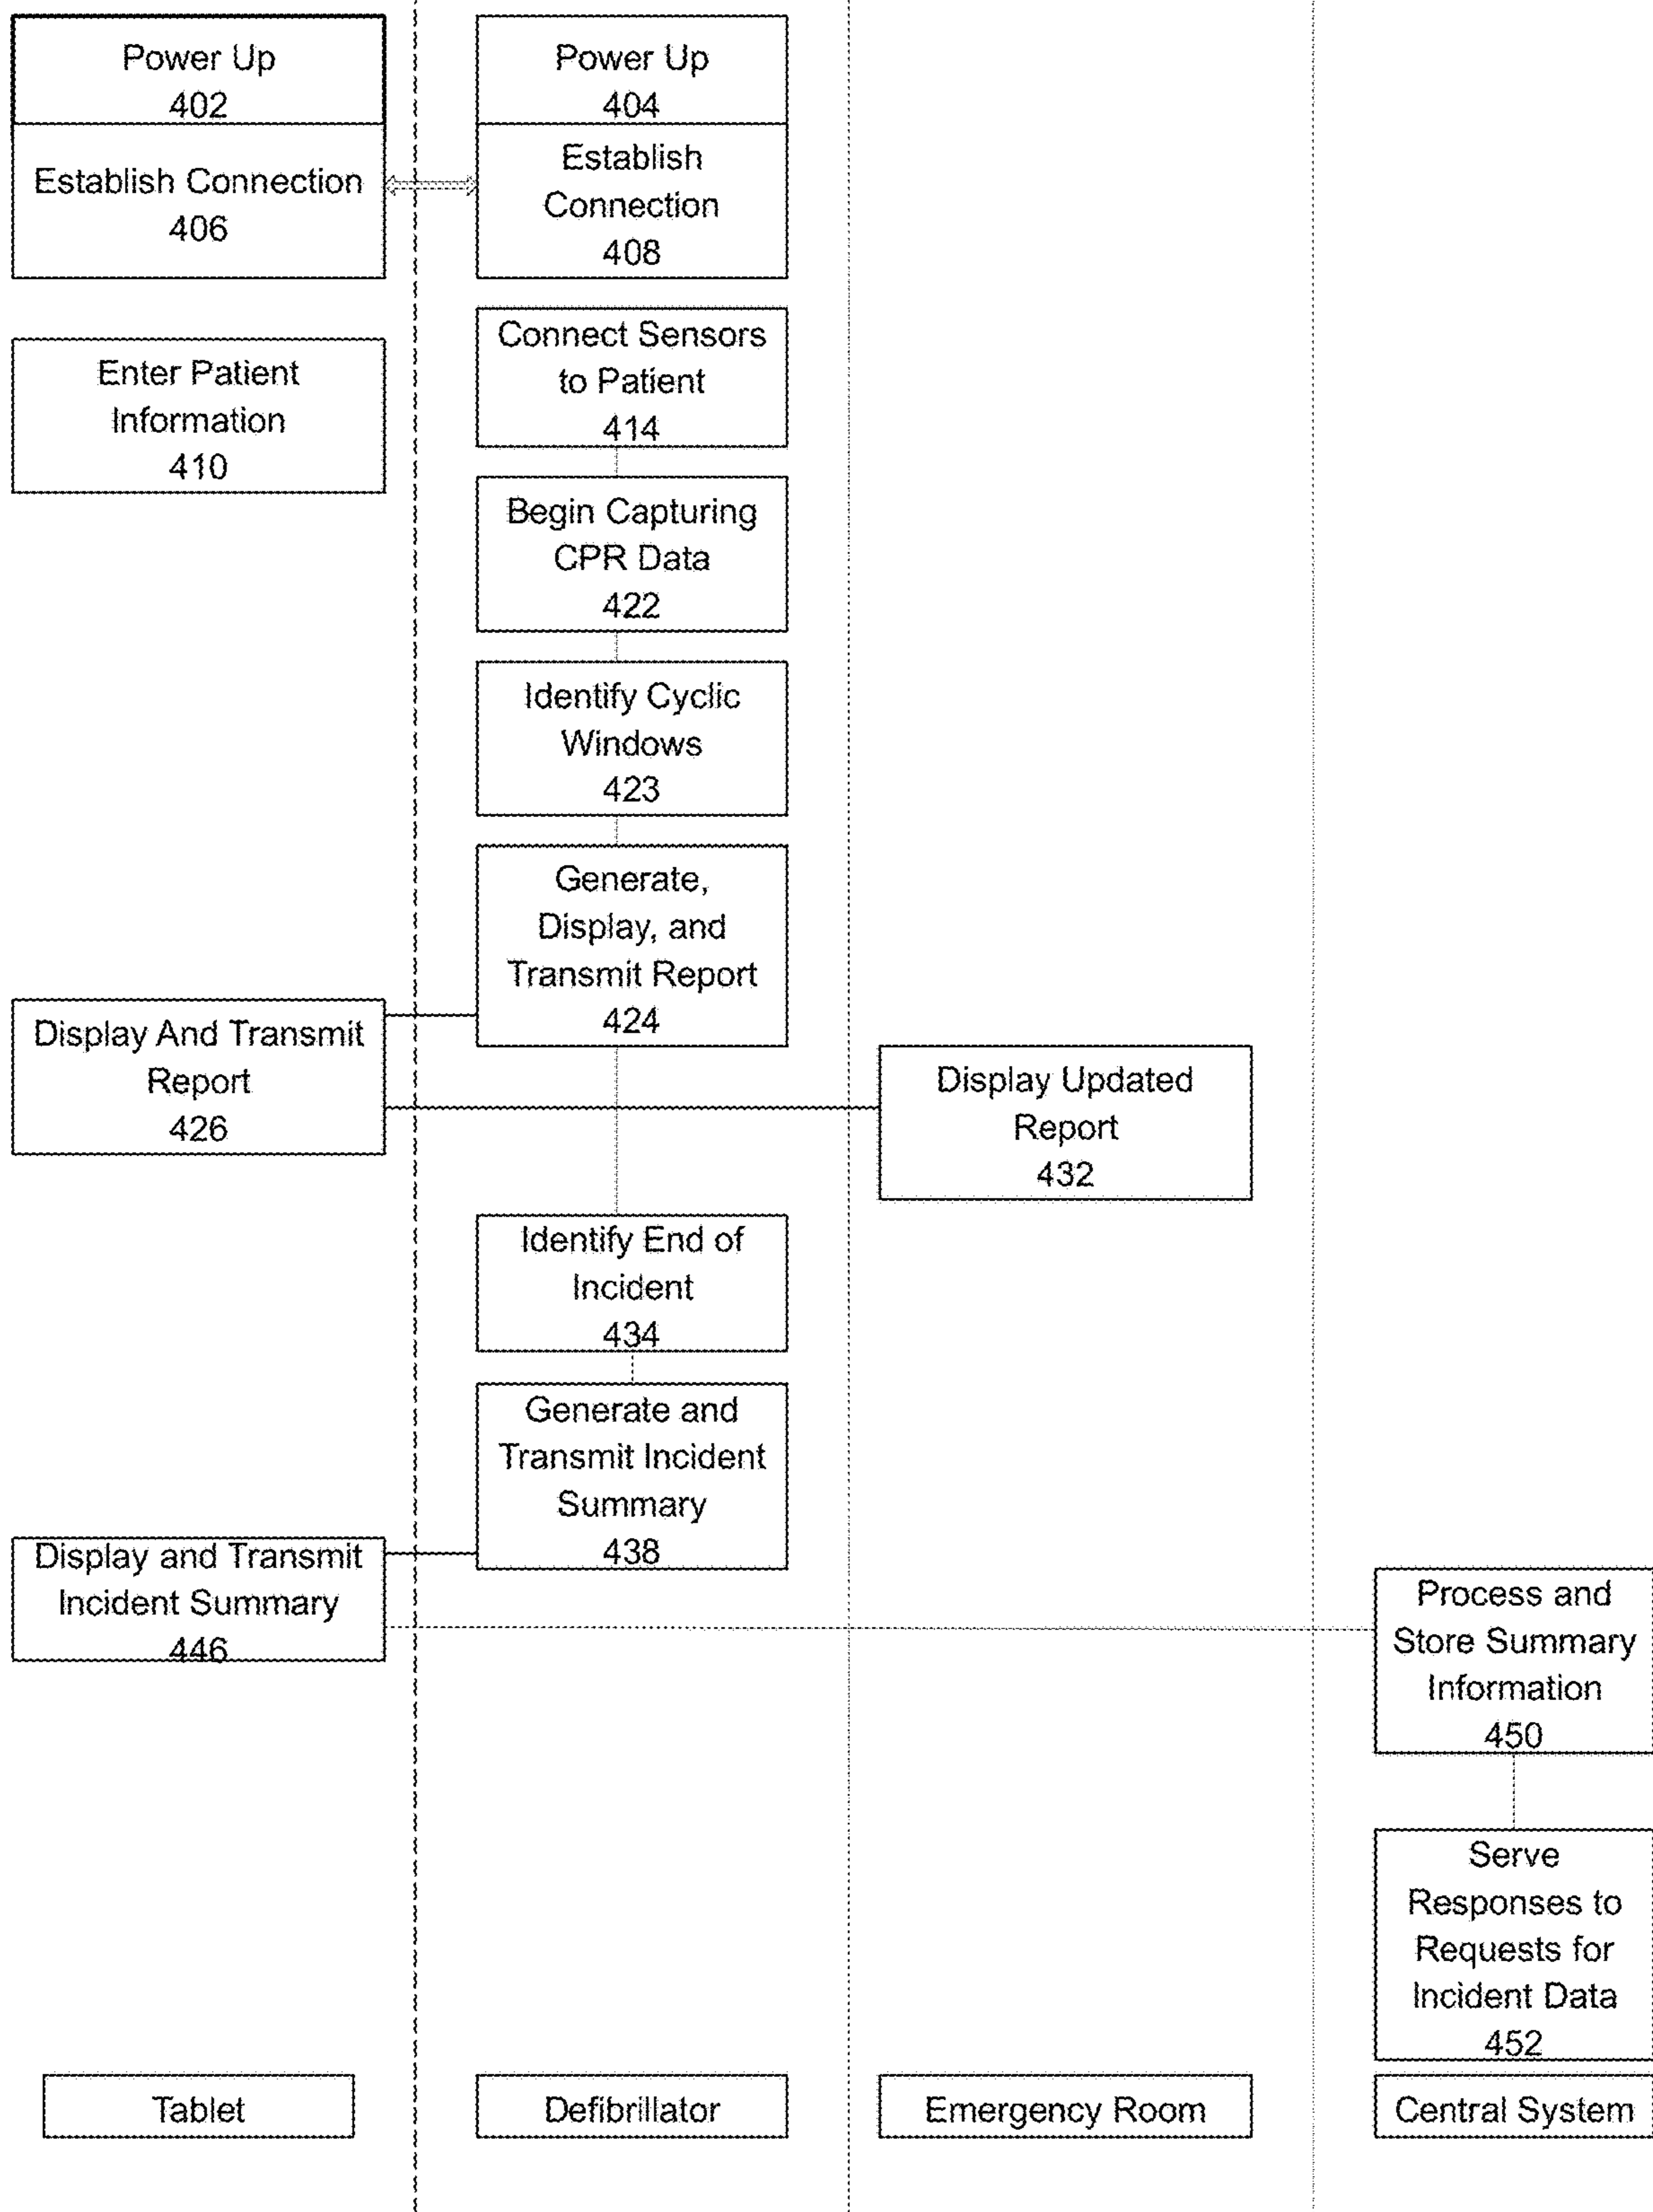 Power Up
402
Power Up
404
Establish Connection
406
Establish
Connection
408
Enter Patient
Information
410
Connect Sensors
to Patient
414
Begin Capturing
CPR Data
422
Identify Cyclic
Windows
423
Generate,
Display, and
Transmit Report
424
Display And Transmit
Report
426
Display Updated
Report
432
Identify End of
Incident
434
Generate and
Transmit Incident
Summary
438
Display and Transmit
Incident Summary
446
Process and
Store Summary
Information
450
Serve
Responses to
Requests for
Incident Data
452
Tablet
Defibrillator
Emergency Room
Central System